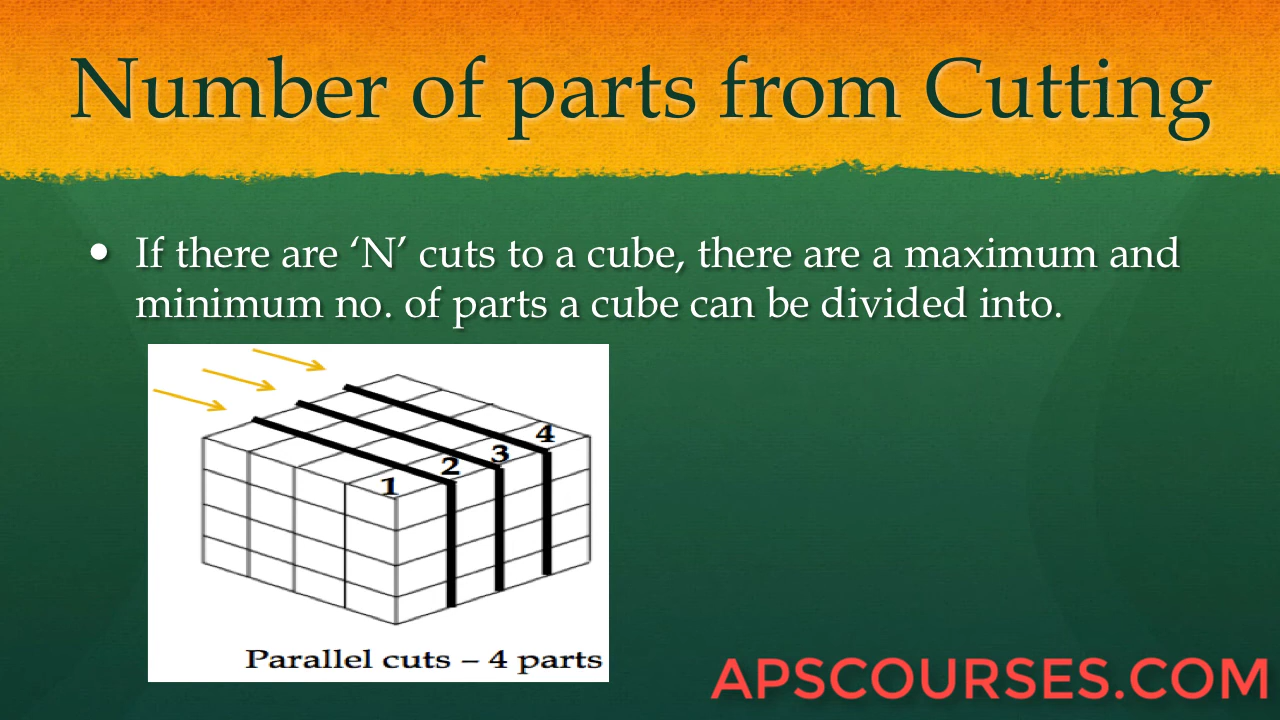 Number of parts from Cutting
• If there are ‘N’ cuts to a cube, there are a maximum and
minimum no. of parts a cube can be divided into.
1
2
3
4
Parallel cuts – 4 parts
APSCOURSES.COM